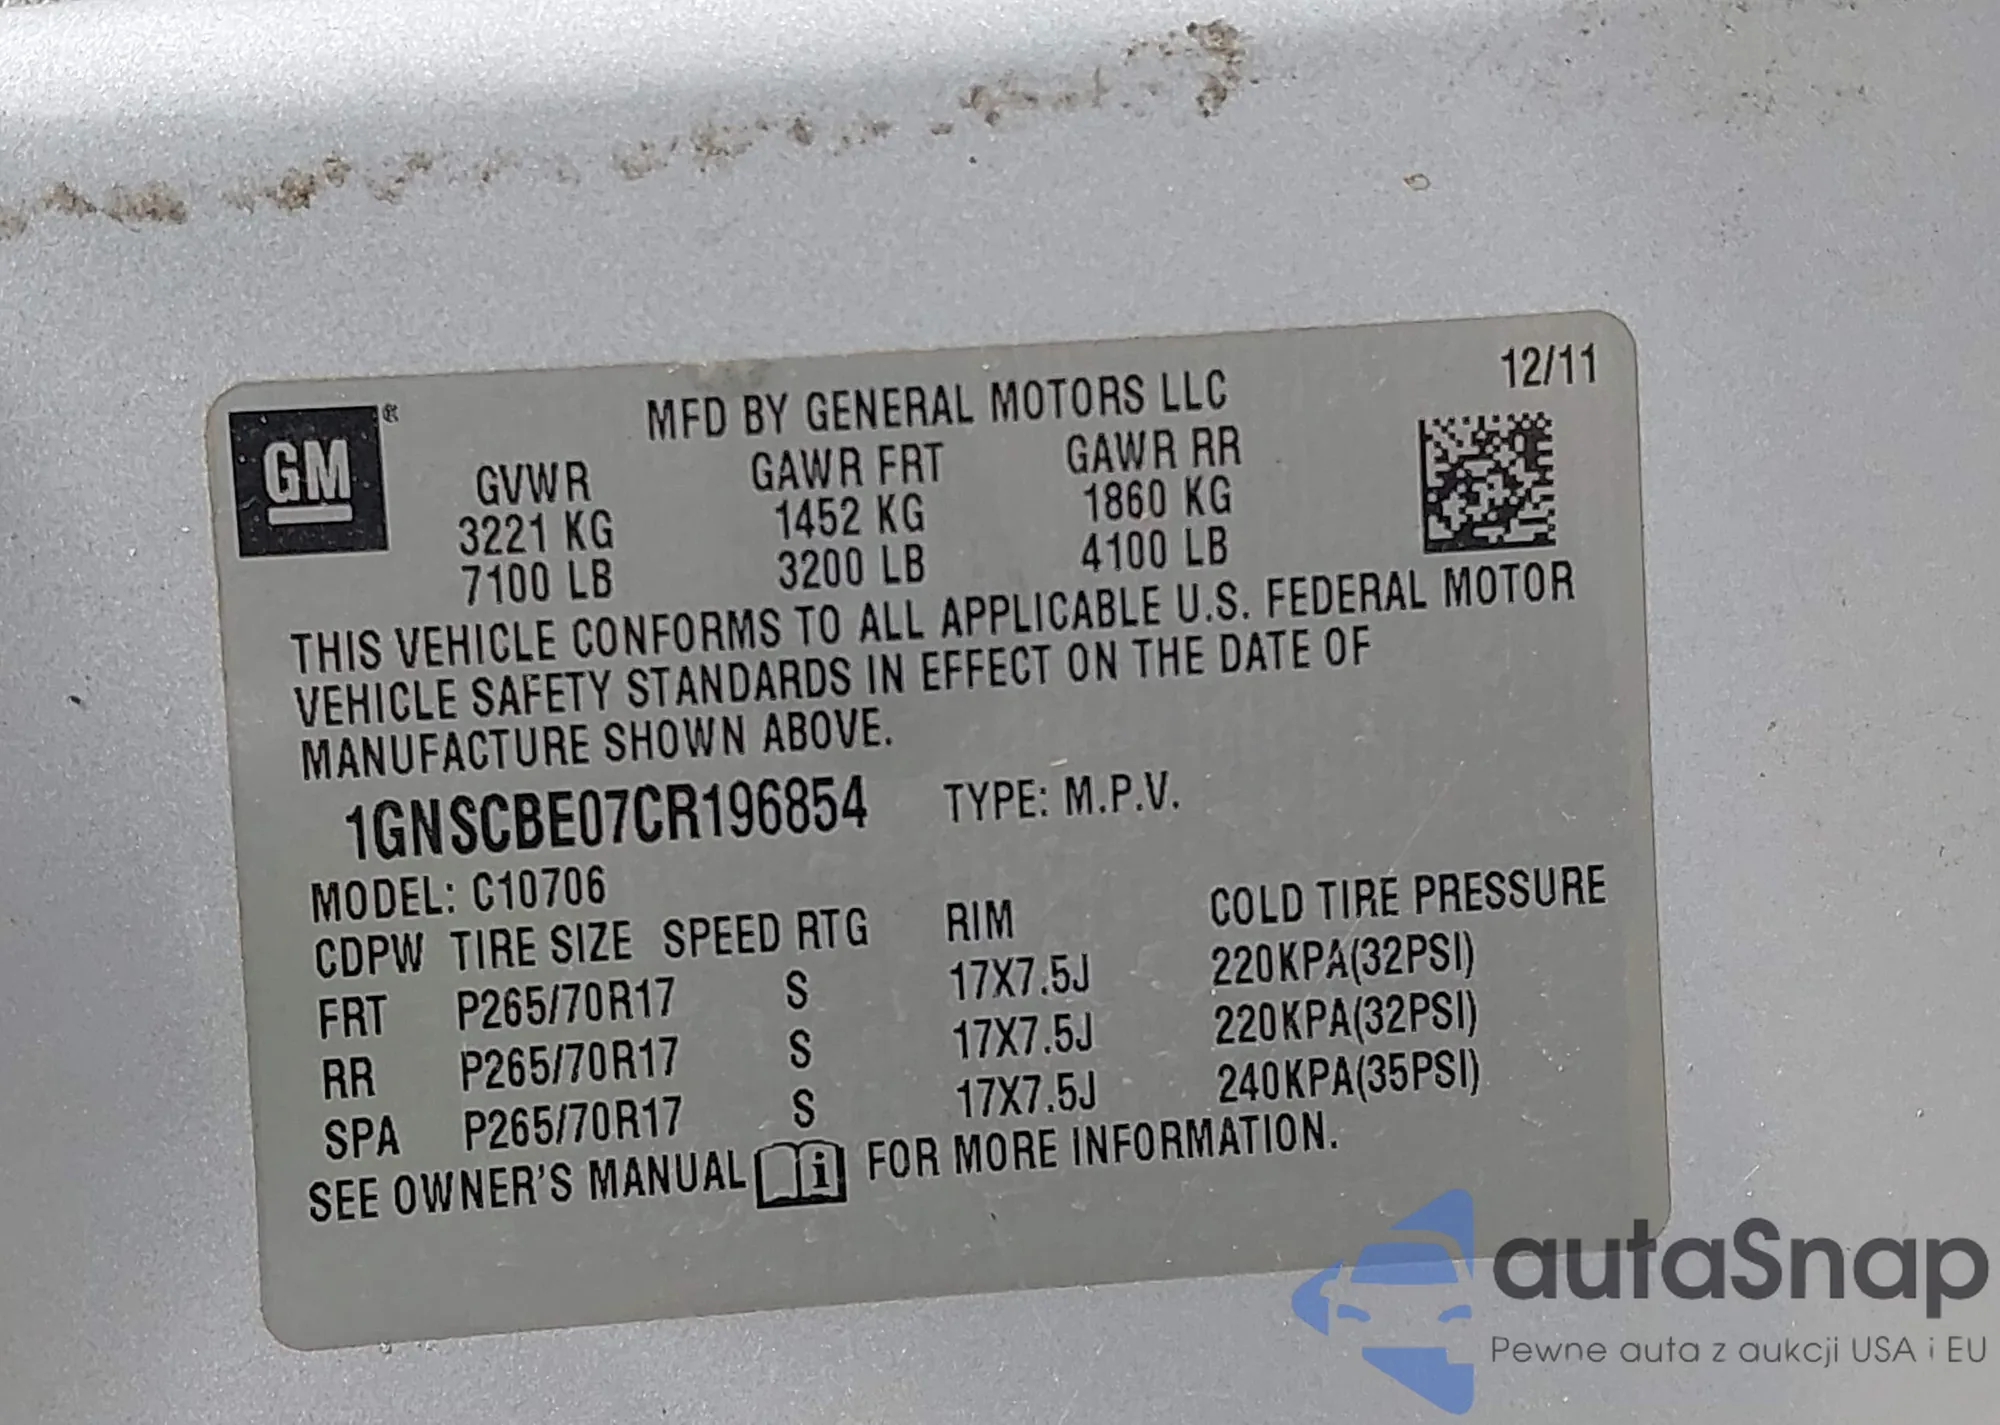 12/11
GM ®
MFD BY GENERAL MOTORS LLC
GVWR GAWR FRT GAWR RR
3221 KG 1452 KG 1860 KG
7100 LB 3200 LB 4100 LB
THIS VEHICLE CONFORMS TO ALL APPLICABLE U.S. FEDERAL MOTOR
VEHICLE SAFETY STANDARDS IN EFFECT ON THE DATE OF
MANUFACTURE SHOWN ABOVE.
1GNSCBE07CR196854 TYPE: M.P.V.
MODEL: C10706
CDPW TIRE SIZE SPEED RTG RIM COLD TIRE PRESSURE
FRT P265/70R17 S 17X7.5J 220KPA(32PSI)
RR P265/70R17 S 17X7.5J 220KPA(32PSI)
SPA P265/70R17 S 17X7.5J 240KPA(35PSI)
SEE OWNER'S MANUAL i FOR MORE INFORMATION.
autaSnap
Pewne auta z aukcji USA i EU